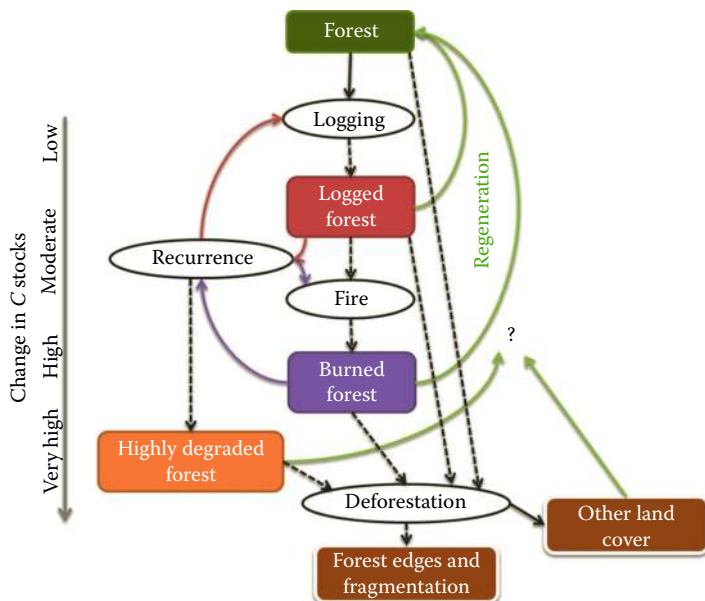 Forest
Logging
Logged
forest
Recurrence
Fire
Burned
forest
Highly degraded
forest
Deforestation
Other land
cover
Forest edges and
fragmentation
Regeneration
?
Change in C stocks
Low
Moderate
High
Very high